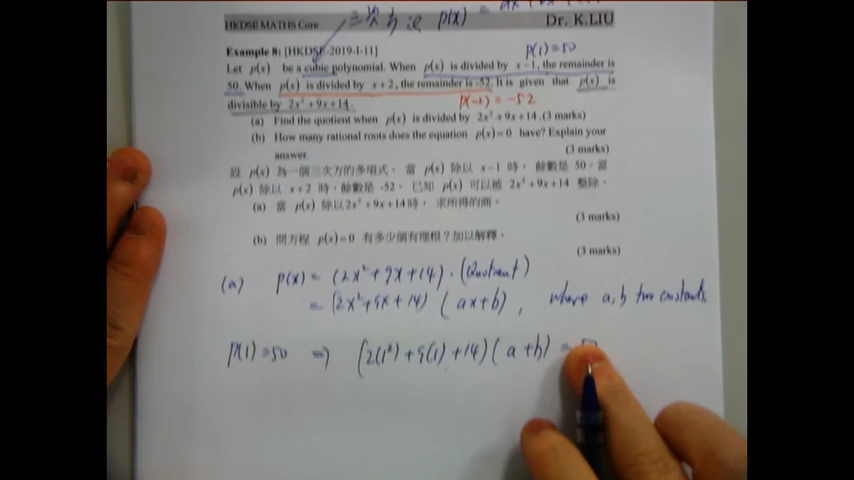 三次方 p(x) =
HKDSE MATHS Core Dr. K.LIU
p(1)=50
Example 8: [HKDSE-2019-I-11]
Let p(x) be a cubic polynomial. When p(x) is divided by x−1, the remainder is
50. When p(x) is divided by x+2, the remainder is -52. It is given that p(x) is
divisible by 2x²+9x+14.
p(-2) = -52
(a) Find the quotient when p(x) is divided by 2x²+9x+14. (3 marks)
(b) How many rational roots does the equation p(x)=0 have? Explain your
answer. (3 marks)
設 p(x) 為一個三次方的多項式。當 p(x) 除以 x−1 時，餘數是 50。當
p(x) 除以 x+2 時，餘數是 -52。已知 p(x) 可以被 2x²+9x+14 整除。
(a) 當 p(x) 除以 2x²+9x+14 時，求所得的商。
(3 marks)
(b) 問方程 p(x)=0 有多少個有理根？加以解釋。
(3 marks)
(a) p(x) = (2x²+9x+14)·(Quotient)
= (2x²+9x+14)(ax+b), where a, b two constants.
p(1)=50 ⇒ (2(1²)+9(1)+14)(a+b) =